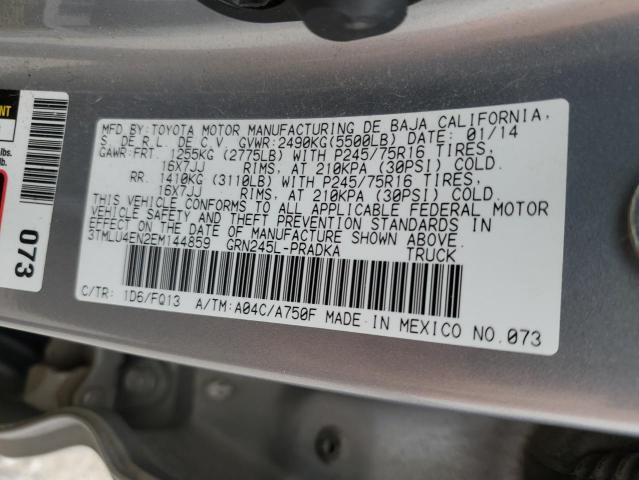 MFD. BY: TOYOTA MOTOR MANUFACTURING DE BAJA CALIFORNIA,
S. DE R.L. DE C.V. GVWR: 2490KG(5500LB) DATE: 01/14
GAWR:FRT. 1255KG (2775LB) WITH P245/75R16 TIRES,
16X7JJ RIMS, AT 210KPA (30PSI) COLD.
RR. 1410KG (3110LB) WITH P245/75R16 TIRES,
16X7JJ RIMS, AT 210KPA (30PSI) COLD.
THIS VEHICLE CONFORMS TO ALL APPLICABLE FEDERAL MOTOR
VEHICLE SAFETY AND THEFT PREVENTION STANDARDS IN
EFFECT ON THE DATE OF MANUFACTURE SHOWN ABOVE.
3TMLU4EN2EM144859 GRN245L-PRADKA TRUCK
C/TR: 1D6/FQ13 A/TM:A04C/A750F MADE IN MEXICO NO.073
073
NT
lbs.
lbs.